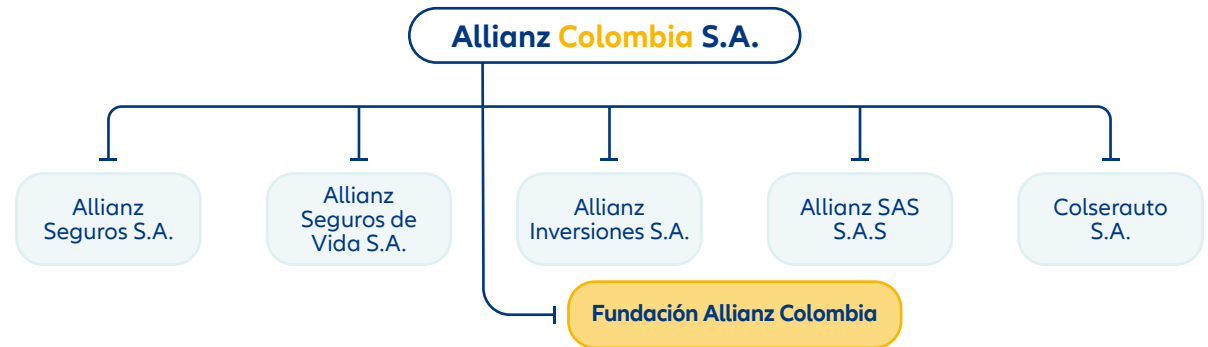 Allianz Colombia S.A.
Allianz
Seguros S.A.
Allianz
Seguros de
Vida S.A.
Allianz
Inversiones S.A.
Allianz SAS
S.A.S
Colserauto
S.A.
Fundación Allianz Colombia